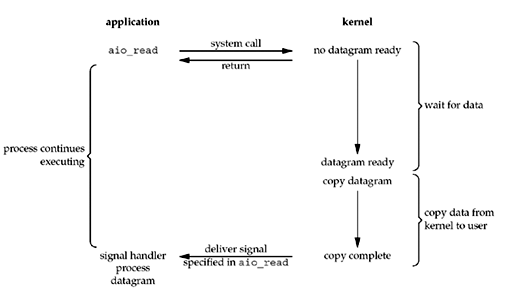 application
kernel
aio_read
system call
no datagram ready
return
wait for data
process continues
executing
datagram ready
copy datagram
copy data from
kernel to user
signal handler
process
datagram
deliver signal
specified in aio_read
copy complete